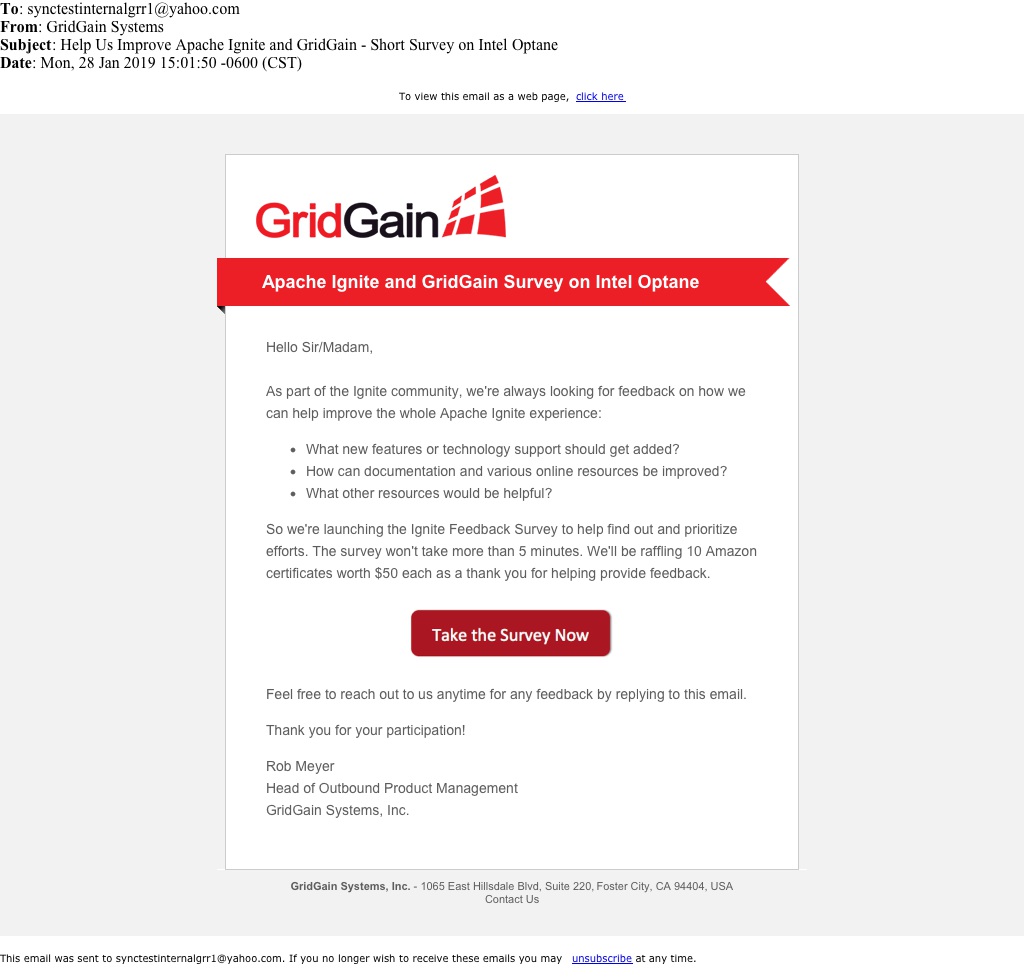 To: synctestinternalgrr1@yahoo.com
From: GridGain Systems
Subject: Help Us Improve Apache Ignite and GridGain - Short Survey on Intel Optane
Date: Mon, 28 Jan 2019 15:01:50 -0600 (CST)
To view this email as a web page, click here
GridGain
Apache Ignite and GridGain Survey on Intel Optane
Hello Sir/Madam,
As part of the Ignite community, we're always looking for feedback on how we
can help improve the whole Apache Ignite experience:
• What new features or technology support should get added?
• How can documentation and various online resources be improved?
• What other resources would be helpful?
So we're launching the Ignite Feedback Survey to help find out and prioritize
efforts. The survey won't take more than 5 minutes. We'll be raffling 10 Amazon
certificates worth $50 each as a thank you for helping provide feedback.
Take the Survey Now
Feel free to reach out to us anytime for any feedback by replying to this email.
Thank you for your participation!
Rob Meyer
Head of Outbound Product Management
GridGain Systems, Inc.
GridGain Systems, Inc. - 1065 East Hillsdale Blvd, Suite 220, Foster City, CA 94404, USA
Contact Us
This email was sent to synctestinternalgrr1@yahoo.com. If you no longer wish to receive these emails you may unsubscribe at any time.